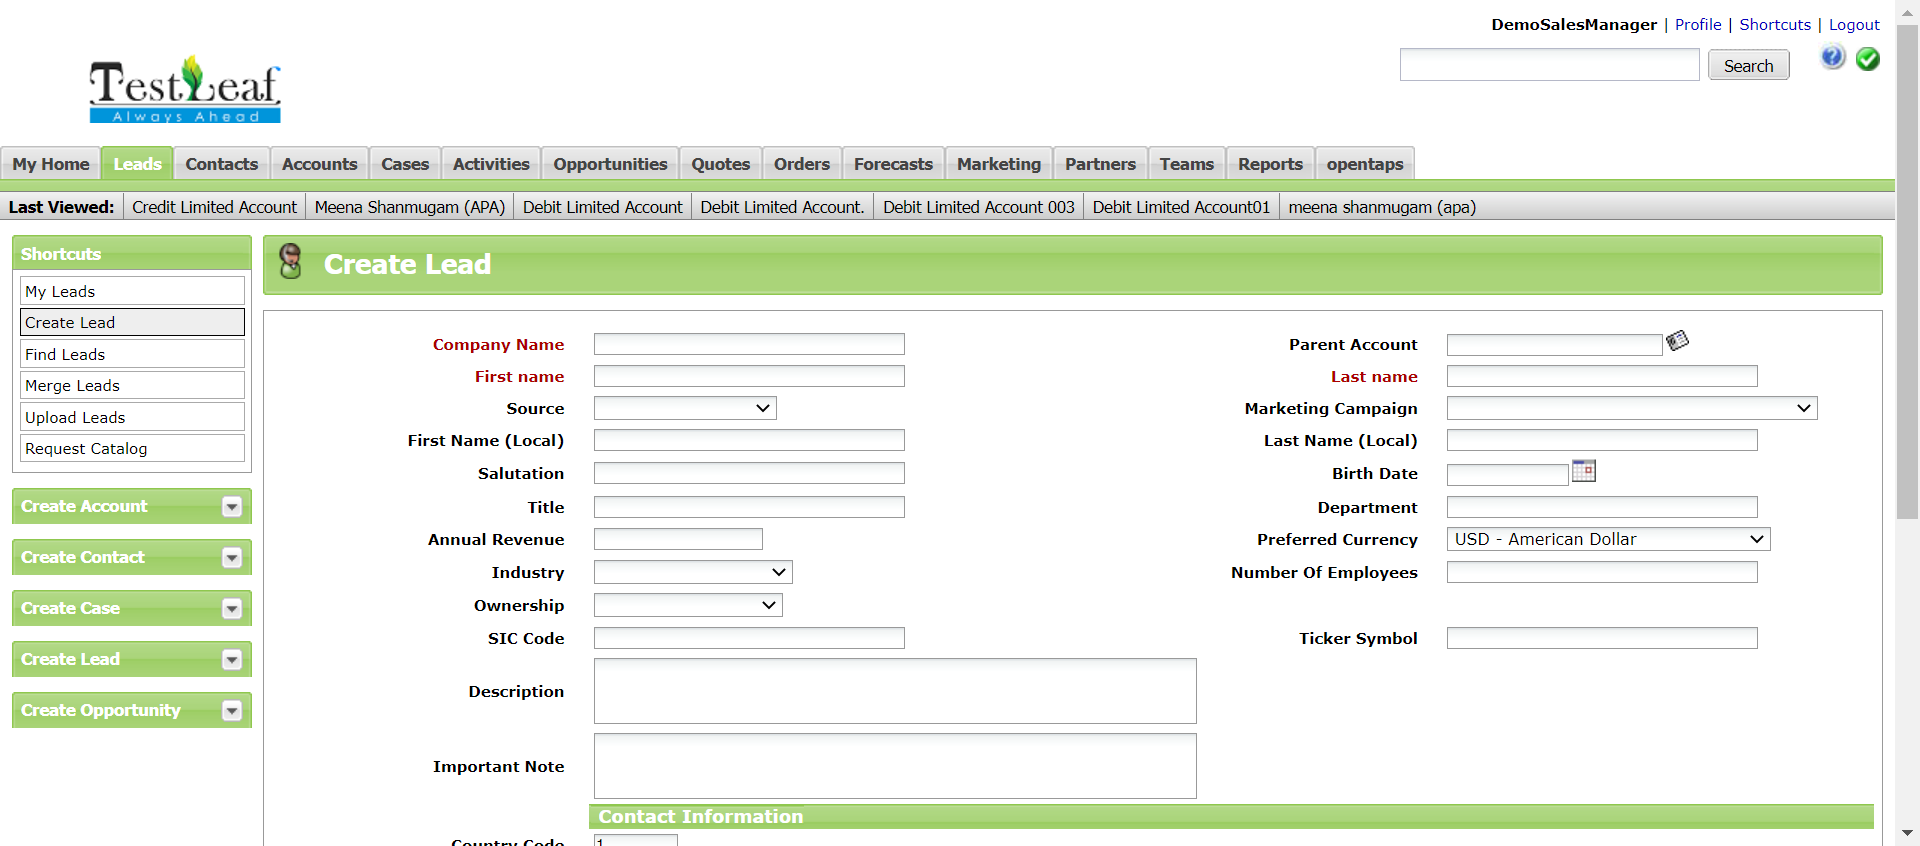 DemoSalesManager | Profile | Shortcuts | Logout
Search
TestLeaf
Always Ahead
My Home Leads Contacts Accounts Cases Activities Opportunities Quotes Orders Forecasts Marketing Partners Teams Reports opentaps
Last Viewed: Credit Limited Account Meena Shanmugam (APA) Debit Limited Account Debit Limited Account. Debit Limited Account 003 Debit Limited Account01 meena shanmugam (apa)
Shortcuts
My Leads
Create Lead
Find Leads
Merge Leads
Upload Leads
Request Catalog
Create Account
Create Contact
Create Case
Create Lead
Create Opportunity
Create Lead
Company Name Parent Account
First name Last name
Source Marketing Campaign
First Name (Local) Last Name (Local)
Salutation Birth Date
Title Department
Annual Revenue Preferred Currency USD - American Dollar
Industry Number Of Employees
Ownership
SIC Code Ticker Symbol
Description
Important Note
Contact Information
Country Code 1